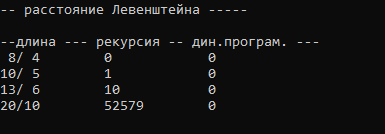 -- расстояние Левенштейна -----
--длина --- рекурсия -- дин.програм. ---
8/ 4 0 0
10/ 5 1 0
13/ 6 10 0
20/10 52579 0